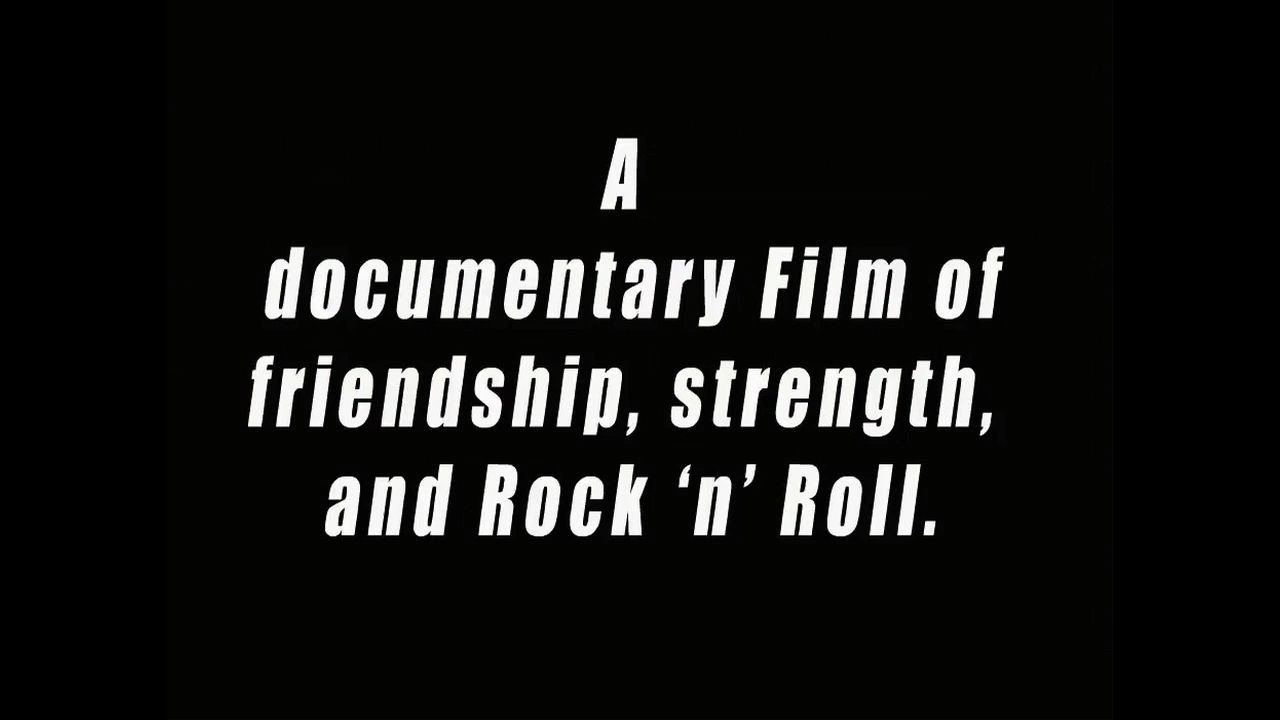 A
documentary Film of
friendship, strength,
and Rock ‘n’ Roll.